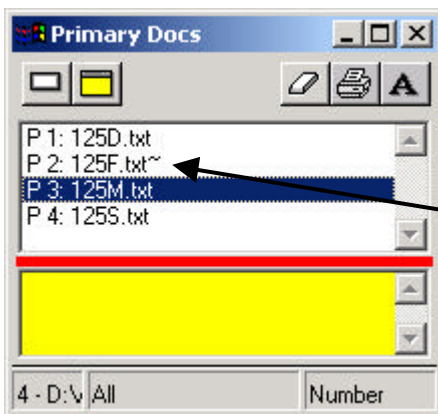 Primary Docs
A
P 1: 125D.txt
P 2: 125F.txt~
P 3: 125M.txt
P 4: 125S.txt
4 - D:\ All Number